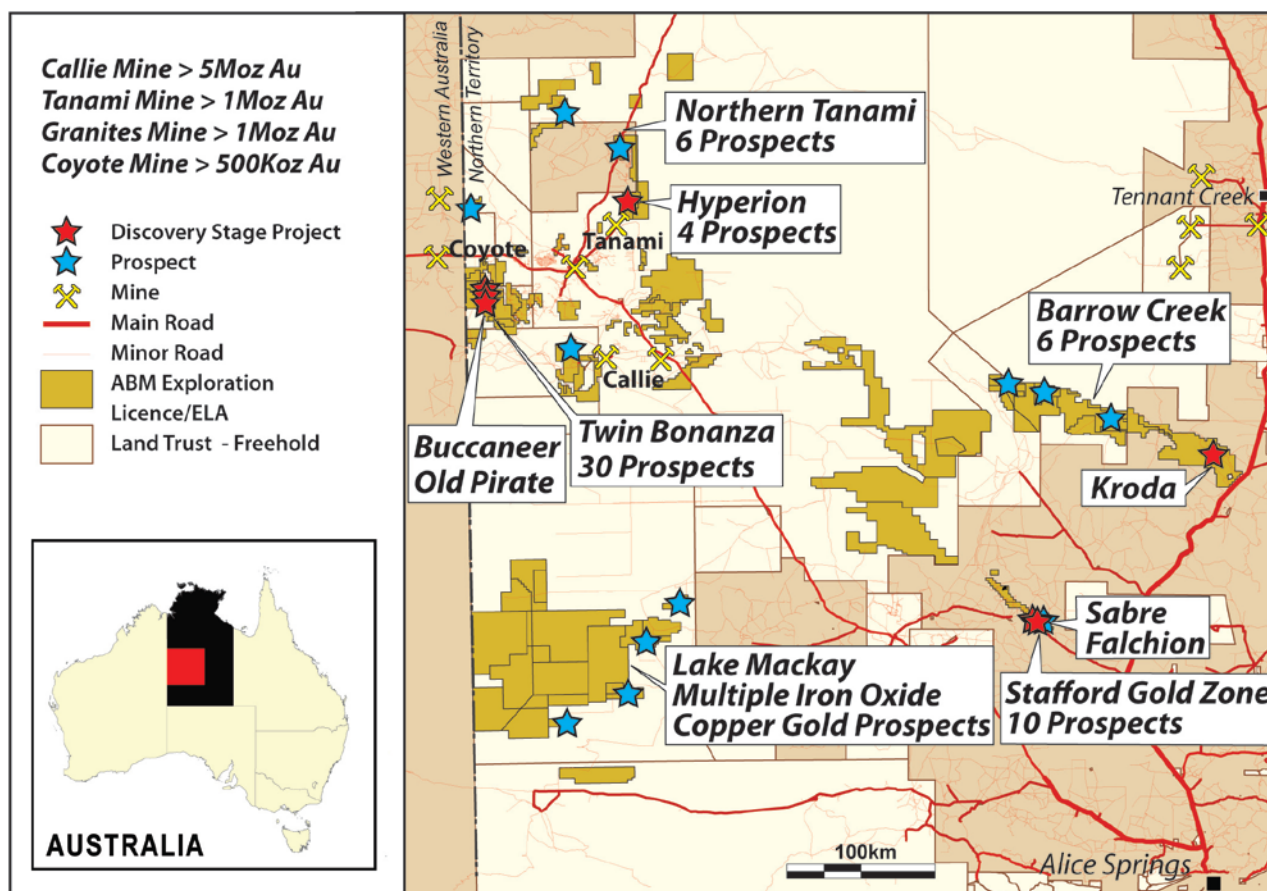 Callie Mine > 5Moz Au
Tanami Mine > 1Moz Au
Granites Mine > 1Moz Au
Coyote Mine > 500Koz Au
Discovery Stage Project
Prospect
Mine
Main Road
Minor Road
ABM Exploration
Licence/ELA
Land Trust - Freehold
AUSTRALIA
Western Australia
Northern Territory
Northern Tanami
6 Prospects
Hyperion
4 Prospects
Tennant Creek
Coyote
Tanami
Barrow Creek
6 Prospects
Callie
Buccaneer
Old Pirate
Twin Bonanza
30 Prospects
Kroda
Sabre
Falchion
Lake Mackay
Multiple Iron Oxide
Copper Gold Prospects
Stafford Gold Zone
10 Prospects
100km
Alice Springs